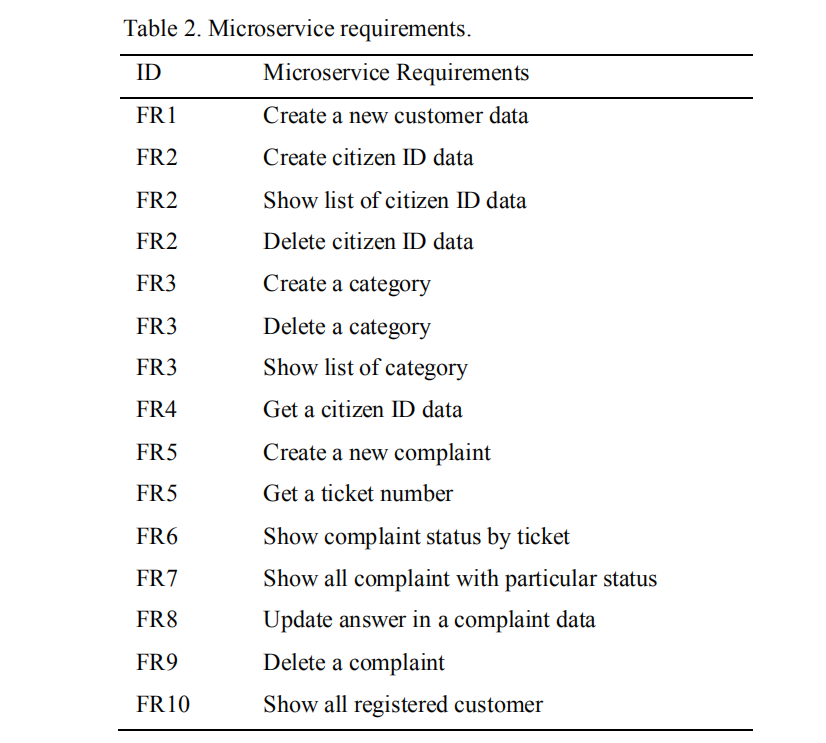 Table 2. Microservice requirements.
ID Microservice Requirements
FR1 Create a new customer data
FR2 Create citizen ID data
FR2 Show list of citizen ID data
FR2 Delete citizen ID data
FR3 Create a category
FR3 Delete a category
FR3 Show list of category
FR4 Get a citizen ID data
FR5 Create a new complaint
FR5 Get a ticket number
FR6 Show complaint status by ticket
FR7 Show all complaint with particular status
FR8 Update answer in a complaint data
FR9 Delete a complaint
FR10 Show all registered customer